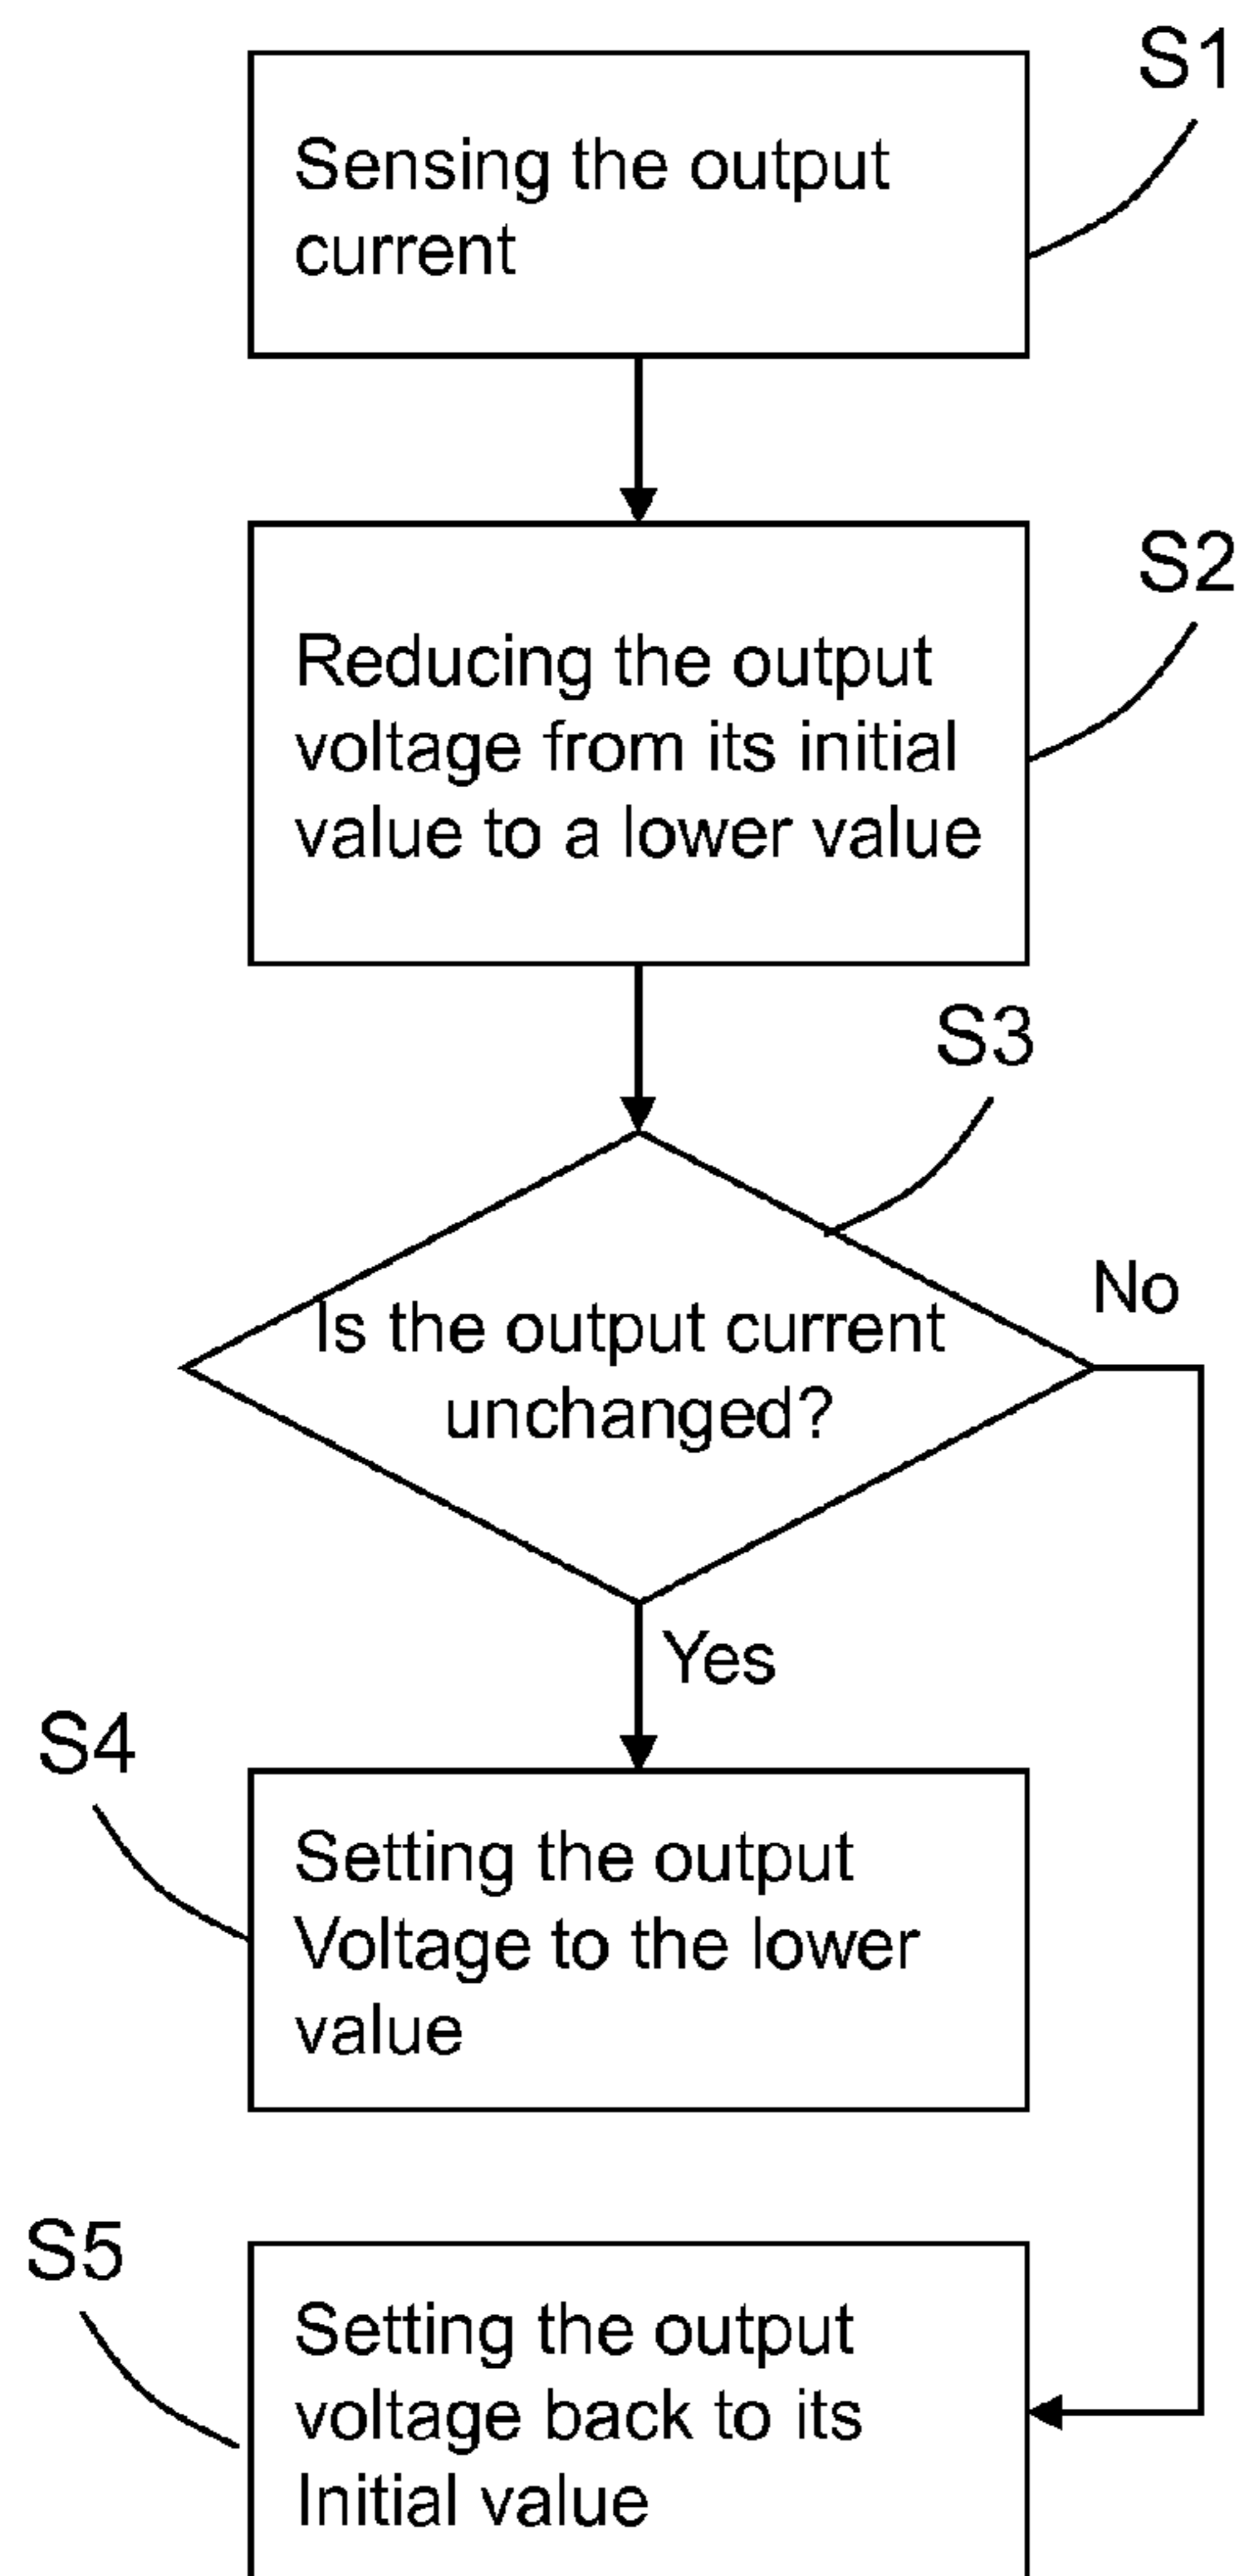 S1
Sensing the output
current
S2
Reducing the output
voltage from its initial
value to a lower value
S3
Is the output current
unchanged?
No
Yes
S4
Setting the output
Voltage to the lower
value
S5
Setting the output
voltage back to its
Initial value